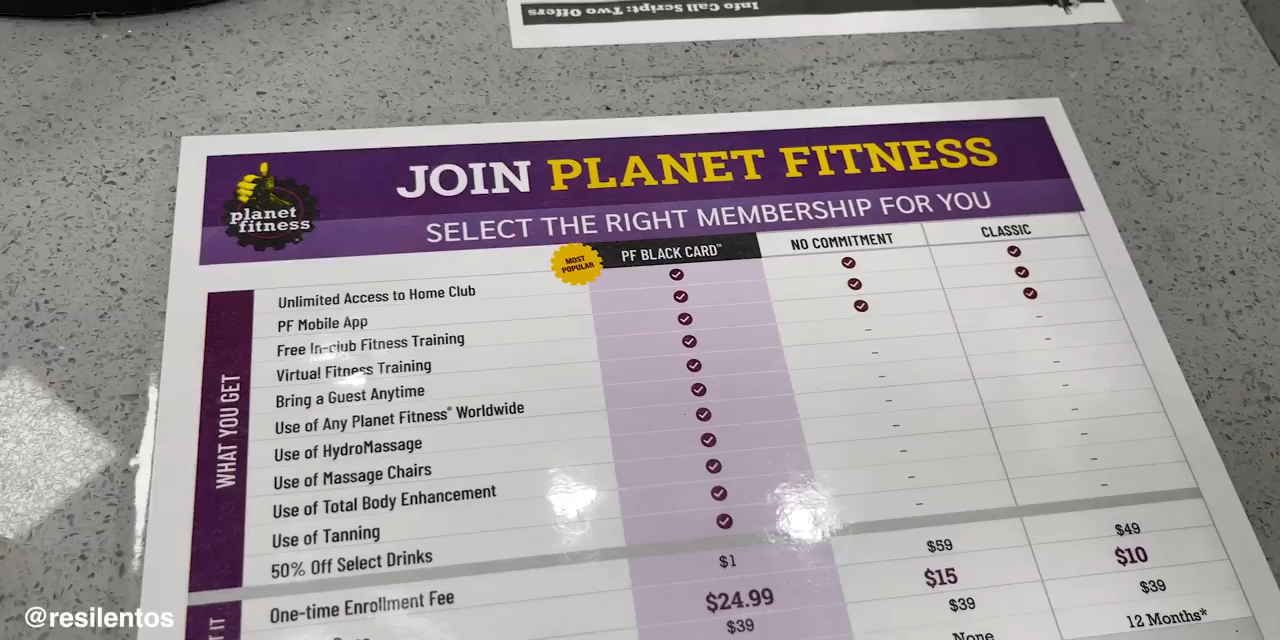 Info Call Script: Two Offers
planet
fitness
JOIN PLANET FITNESS
SELECT THE RIGHT MEMBERSHIP FOR YOU
MOST
POPULAR
PF BLACK CARD™ NO COMMITMENT CLASSIC
WHAT YOU GET
Unlimited Access to Home Club
PF Mobile App
Free In-club Fitness Training
Virtual Fitness Training
Bring a Guest Anytime
Use of Any Planet Fitness® Worldwide
Use of HydroMassage
Use of Massage Chairs
Use of Total Body Enhancement
Use of Tanning
50% Off Select Drinks
One-time Enrollment Fee $1 $59 $49
$24.99 $15 $10
$39 $39 $39
None 12 Months*
IT
@resilentos